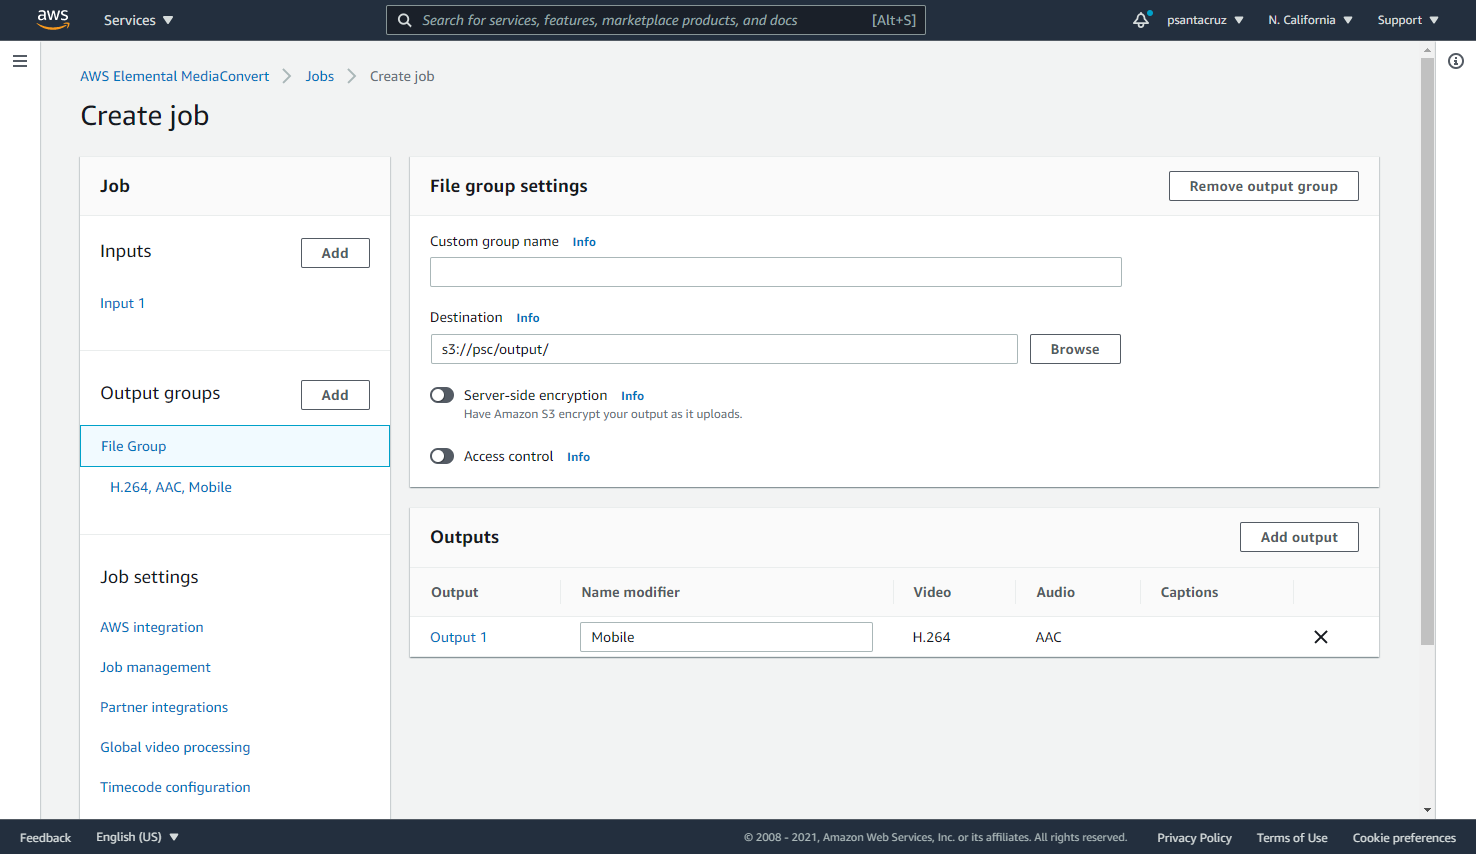 aws Services Search for services, features, marketplace products, and docs [Alt+S] psantacruz N. California Support
AWS Elemental MediaConvert Jobs Create job
Create job
Job
Inputs Add
Input 1
Output groups Add
File Group
H.264, AAC, Mobile
Job settings
AWS integration
Job management
Partner integrations
Global video processing
Timecode configuration
File group settings Remove output group
Custom group name Info
Destination Info
s3://psc/output/ Browse
Server-side encryption Info
Have Amazon S3 encrypt your output as it uploads.
Access control Info
Outputs Add output
Output Name modifier Video Audio Captions
Output 1 Mobile H.264 AAC
Feedback English (US) © 2008 - 2021, Amazon Web Services, Inc. or its affiliates. All rights reserved. Privacy Policy Terms of Use Cookie preferences